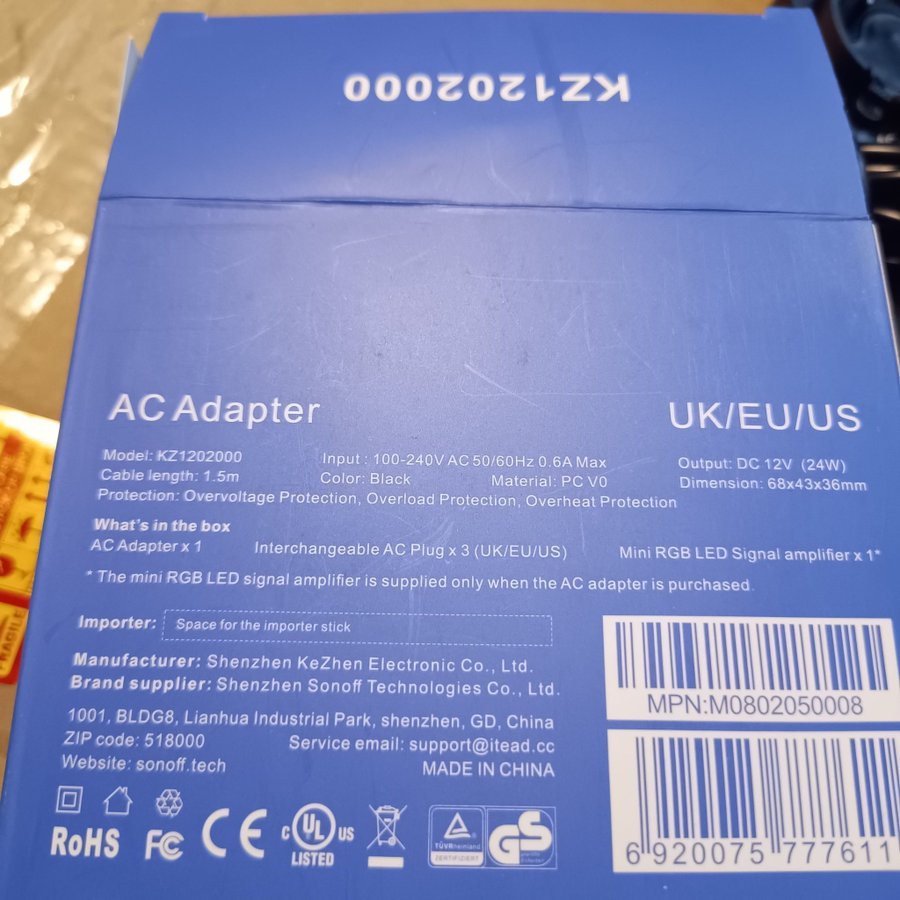 KZ1202000
AC Adapter
UK/EU/US
Model: KZ1202000
Input : 100-240V AC 50/60Hz 0.6A Max
Output: DC 12V (24W)
Cable length: 1.5m
Color: Black
Material: PC V0
Dimension: 68x43x36mm
Protection: Overvoltage Protection, Overload Protection, Overheat Protection
What's in the box
AC Adapter x 1
Interchangeable AC Plug x 3 (UK/EU/US)
Mini RGB LED Signal amplifier x 1*
* The mini RGB LED signal amplifier is supplied only when the AC adapter is purchased.
Importer: Space for the importer stick
Manufacturer: Shenzhen KeZhen Electronic Co., Ltd.
Brand supplier: Shenzhen Sonoff Technologies Co., Ltd.
1001, BLDG8, Lianhua Industrial Park, shenzhen, GD, China
ZIP code: 518000
Service email: support@itead.cc
Website: sonoff.tech
MADE IN CHINA
MPN:M0802050008
6 920075 777611
RoHS
FC
CE
c UL US
LISTED
TÜVRheinland
ZERTIFIZIERT
GS
FRAGILE